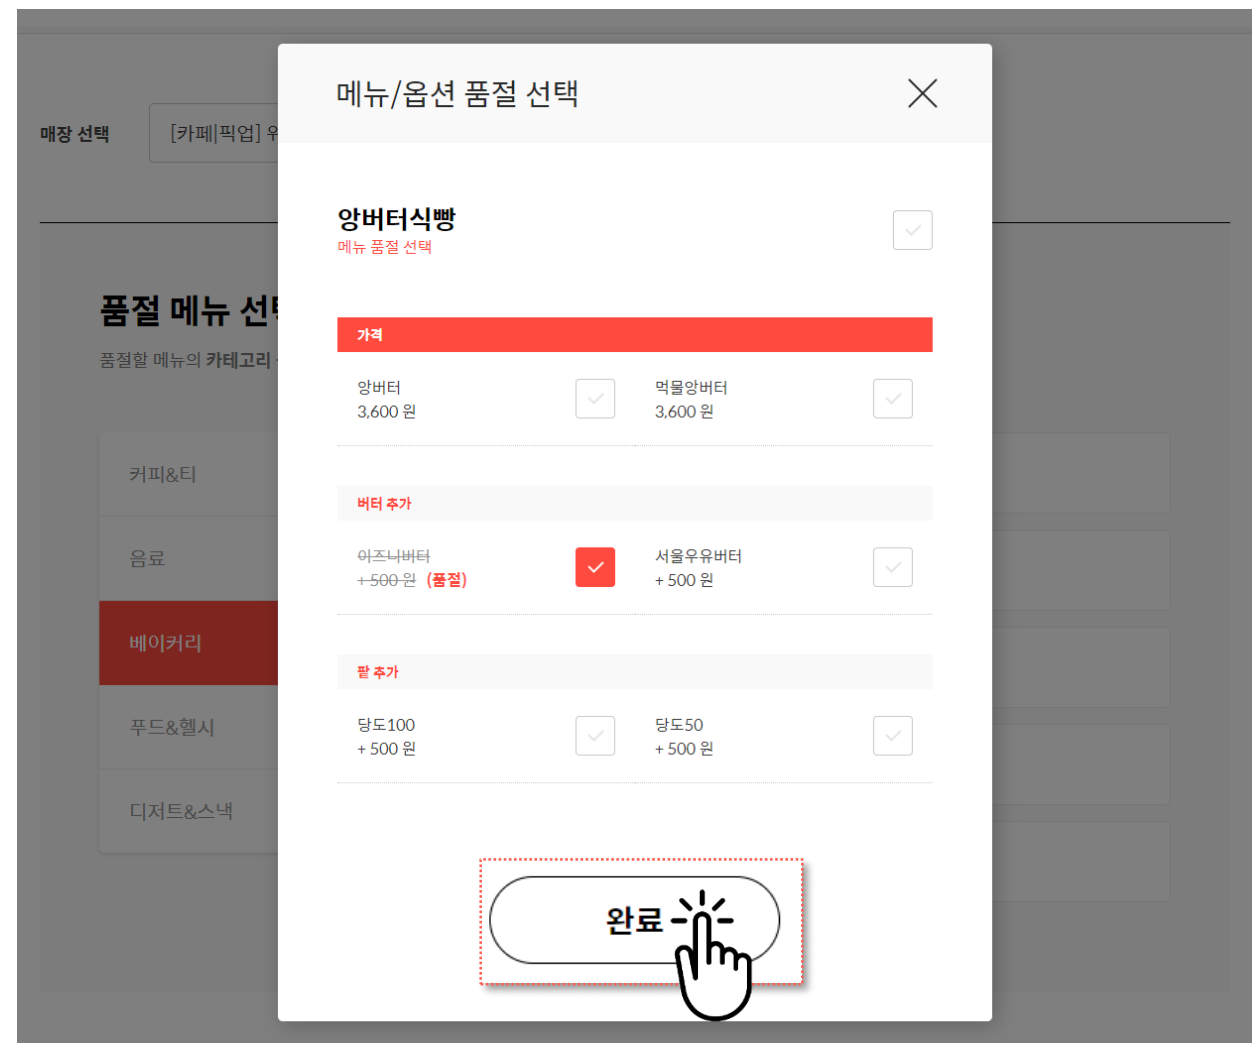 메뉴/옵션 품절 선택
매장 선택
[카페|픽업]
앙버터식빵
메뉴 품절 선택
품절 메뉴
품절할 메뉴의 카테고리
가격
앙버터
3,600 원
먹물앙버터
3,600 원
버터 추가
이즈니버터
+ 500 원 (품절)
서울우유버터
+ 500 원
팥 추가
당도100
+ 500 원
당도50
+ 500 원
커피&티
음료
베이커리
푸드&헬시
디저트&스낵
완료